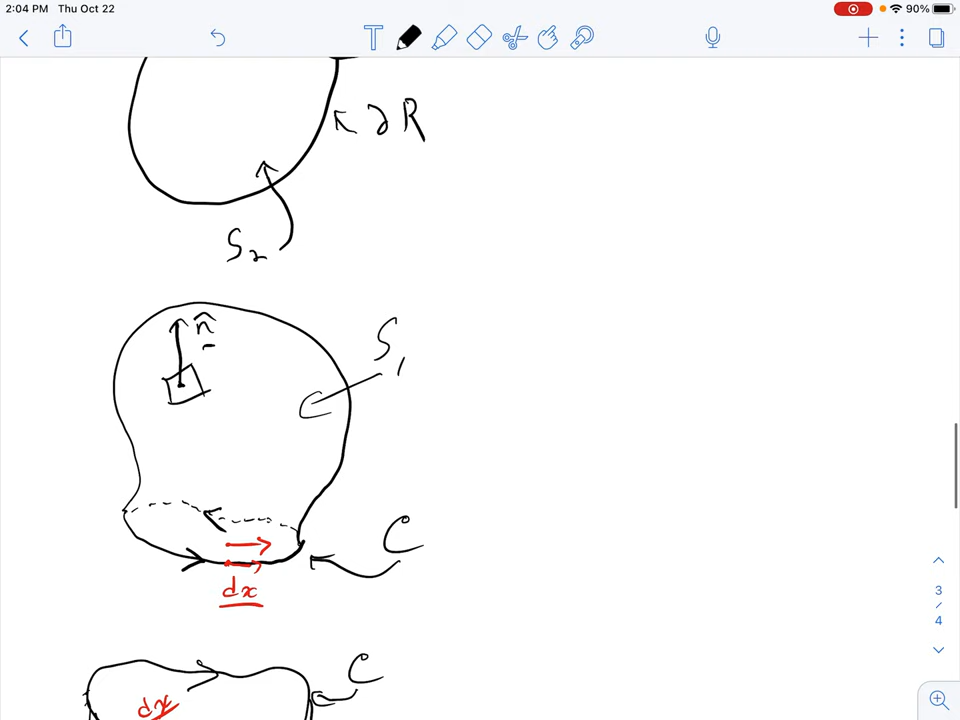 2:04 PM Thu Oct 22
90%
T
∂R
S₂
n̂
S₁
C
dx
3
/
4
C
dx